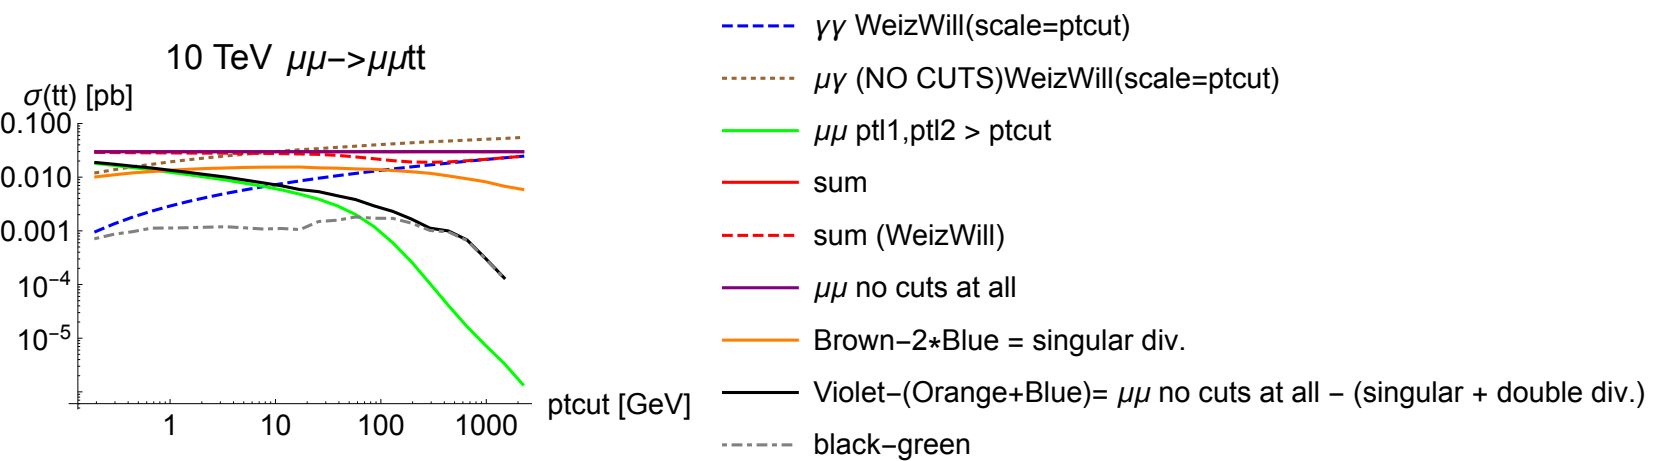 10 TeV μμ−>μμtt
σ(tt) [pb]
0.100
0.010
0.001
10−4
10−5
1 10 100 1000
ptcut [GeV]
γγ WeizWill(scale=ptcut)
μγ (NO CUTS)WeizWill(scale=ptcut)
μμ ptl1,ptl2 > ptcut
sum
sum (WeizWill)
μμ no cuts at all
Brown−2*Blue = singular div.
Violet−(Orange+Blue)= μμ no cuts at all − (singular + double div.)
black−green